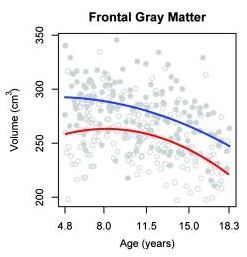 Frontal Gray Matter
Volume (cm³)
350
300
250
200
4.8 8.0 11.5 15.0 18.3
Age (years)